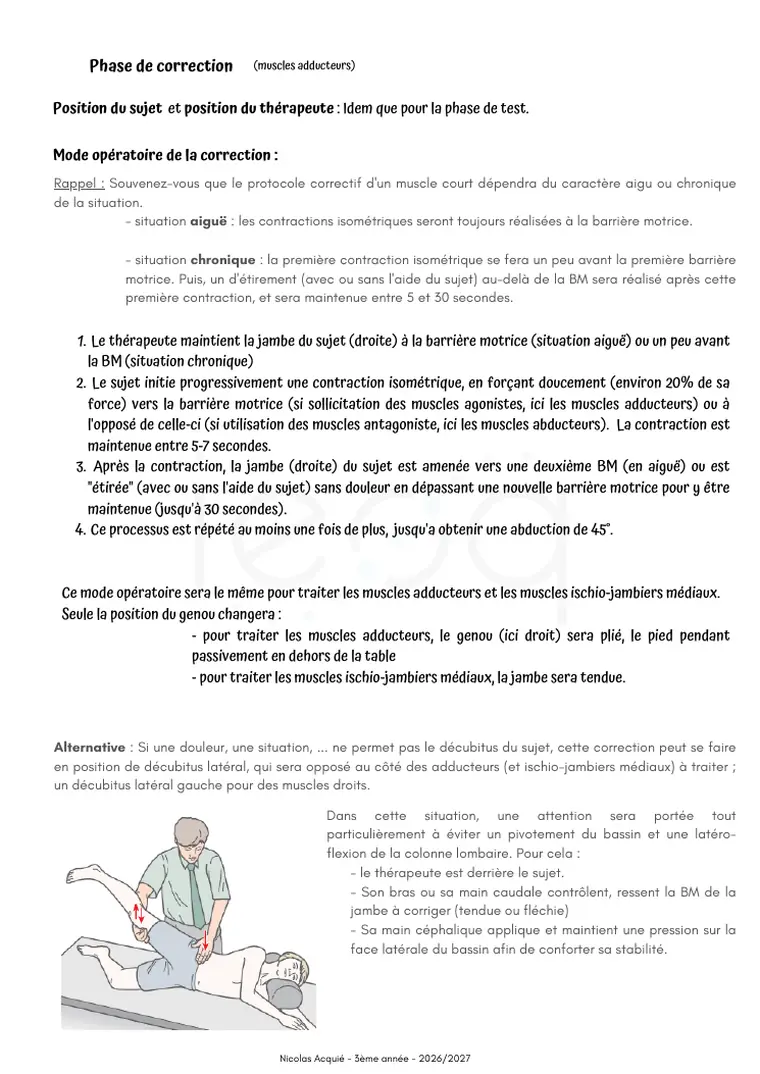 Phase de correction (muscles adducteurs)
Position du sujet et position du thérapeute : Idem que pour la phase de test.
Mode opératoire de la correction :
Rappel : Souvenez-vous que le protocole correctif d'un muscle court dépendra du caractère aigu ou chronique
de la situation.
- situation aiguë : les contractions isométriques seront toujours réalisées à la barrière motrice.
- situation chronique : la première contraction isométrique se fera un peu avant la première barrière
motrice. Puis, un d'étirement (avec ou sans l'aide du sujet) au-delà de la BM sera réalisé après cette
première contraction, et sera maintenue entre 5 et 30 secondes.
1. Le thérapeute maintient la jambe du sujet (droite) à la barrière motrice (situation aiguë) ou un peu avant
la BM (situation chronique)
2. Le sujet initie progressivement une contraction isométrique, en forçant doucement (environ 20% de sa
force) vers la barrière motrice (si sollicitation des muscles agonistes, ici les muscles adducteurs) ou à
l'opposé de celle-ci (si utilisation des muscles antagoniste, ici les muscles abducteurs). La contraction est
maintenue entre 5-7 secondes.
3. Après la contraction, la jambe (droite) du sujet est amenée vers une deuxième BM (en aiguë) ou est
"étirée" (avec ou sans l'aide du sujet) sans douleur en dépassant une nouvelle barrière motrice pour y être
maintenue (jusqu'à 30 secondes).
4. Ce processus est répété au moins une fois de plus, jusqu'a obtenir une abduction de 45°.
Ce mode opératoire sera le même pour traiter les muscles adducteurs et les muscles ischio-jambiers médiaux.
Seule la position du genou changera :
- pour traiter les muscles adducteurs, le genou (ici droit) sera plié, le pied pendant
passivement en dehors de la table
- pour traiter les muscles ischio-jambiers médiaux, la jambe sera tendue.
Alternative : Si une douleur, une situation, ... ne permet pas le décubitus du sujet, cette correction peut se faire
en position de décubitus latéral, qui sera opposé au côté des adducteurs (et ischio-jambiers médiaux) à traiter ;
un décubitus latéral gauche pour des muscles droits.
Dans cette situation, une attention sera portée tout
particulièrement à éviter un pivotement du bassin et une latéro-
flexion de la colonne lombaire. Pour cela :
- le thérapeute est derrière le sujet.
- Son bras ou sa main caudale contrôlent, ressent la BM de la
jambe à corriger (tendue ou fléchie)
- Sa main céphalique applique et maintient une pression sur la
face latérale du bassin afin de conforter sa stabilité.
Nicolas Acquié - 3ème année - 2026/2027